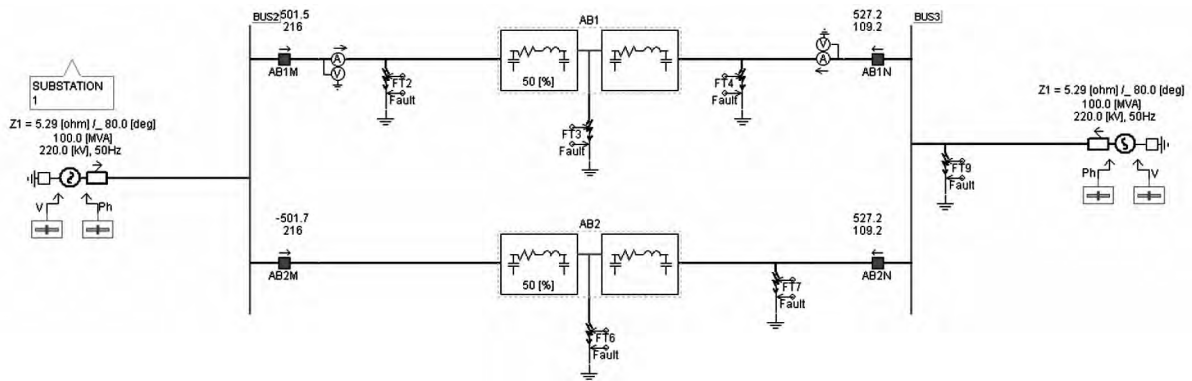 BUS2
-501.5
216
AB1M
A
V
FT2
Fault
AB1
50 [%]
FT3
Fault
FT4
Fault
V
A
527.2
109.2
AB1N
BUS3
SUBSTATION
1
Z1 = 5.29 [ohm] /_ 80.0 [deg]
100.0 [MVA]
220.0 [kV], 50Hz
V
Ph
Z1 = 5.29 [ohm] /_ 80.0 [deg]
100.0 [MVA]
220.0 [kV], 50Hz
Ph
V
FT9
Fault
-501.7
216
AB2M
AB2
50 [%]
FT6
Fault
FT7
Fault
527.2
109.2
AB2N